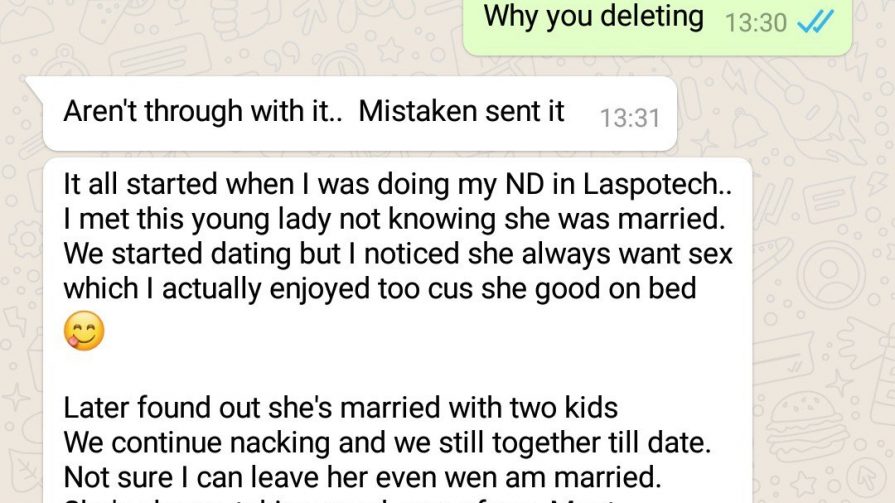 Why you deleting 13:30
Aren't through with it.. Mistaken sent it 13:31
It all started when I was doing my ND in Laspotech..
I met this young lady not knowing she was married.
We started dating but I noticed she always want sex
which I actually enjoyed too cus she good on bed
😋
Later found out she's married with two kids
We continue nacking and we still together till date.
Not sure I can leave her even wen am married.